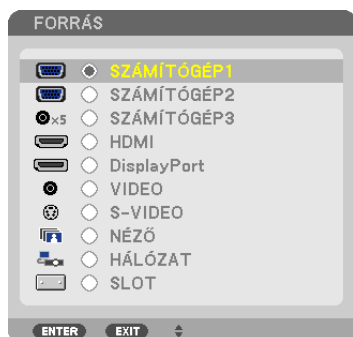 FORRÁS
SZÁMÍTÓGÉP1
SZÁMÍTÓGÉP2
×5 SZÁMÍTÓGÉP3
HDMI
DisplayPort
VIDEO
S-VIDEO
NÉZŐ
HÁLÓZAT
SLOT
ENTER EXIT